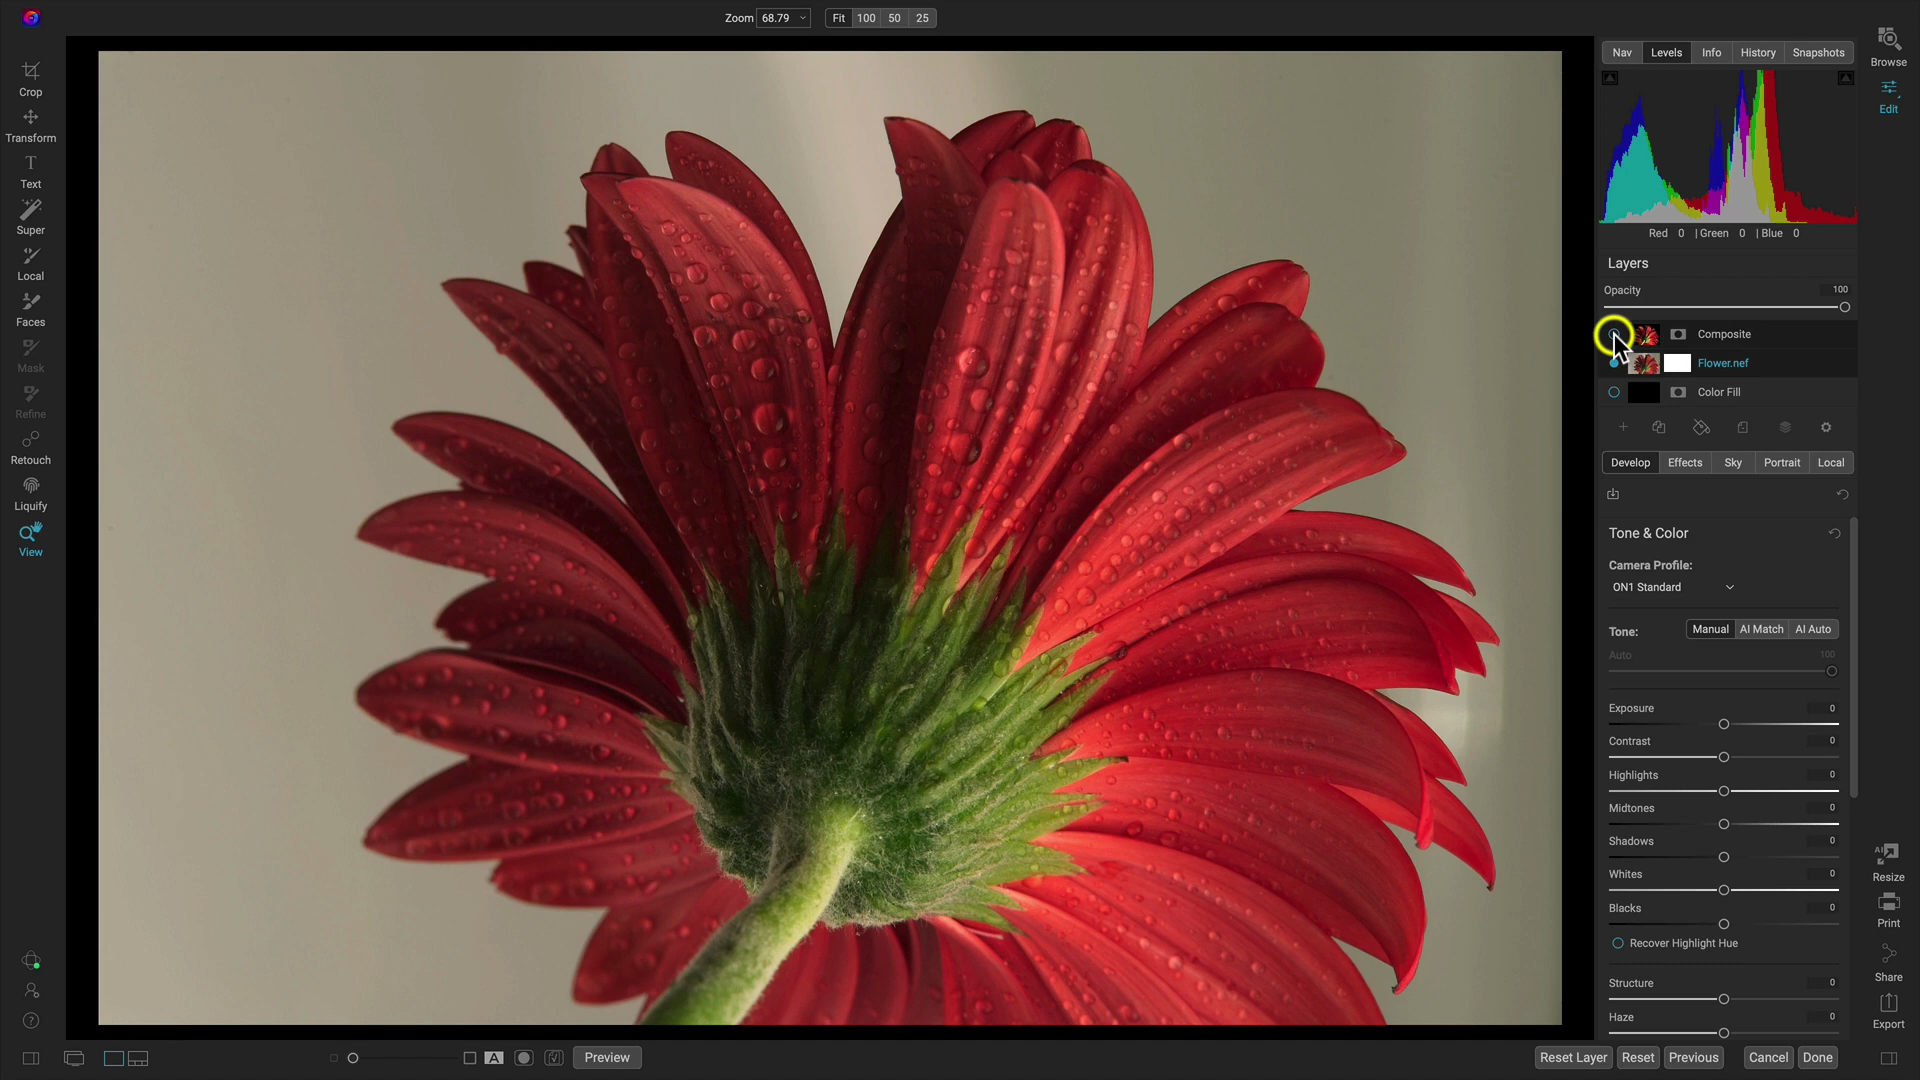 Zoom 68.79 Fit 100 50 25
Nav Levels Info History Snapshots
Browse
Edit
Crop
Transform
Text
Super
Local
Faces
Mask
Refine
Retouch
Liquify
View
Red 0 | Green 0 | Blue 0
Layers
Opacity 100
Composite
Flower.nef
Color Fill
Develop Effects Sky Portrait Local
Tone & Color
Camera Profile:
ON1 Standard
Tone: Manual AI Match AI Auto
Auto 100
Exposure 0
Contrast 0
Highlights 0
Midtones 0
Shadows 0
Whites 0
Blacks 0
Recover Highlight Hue
Structure 0
Haze 0
AI
Resize
Print
Share
Export
A Preview
Reset Layer Reset Previous Cancel Done